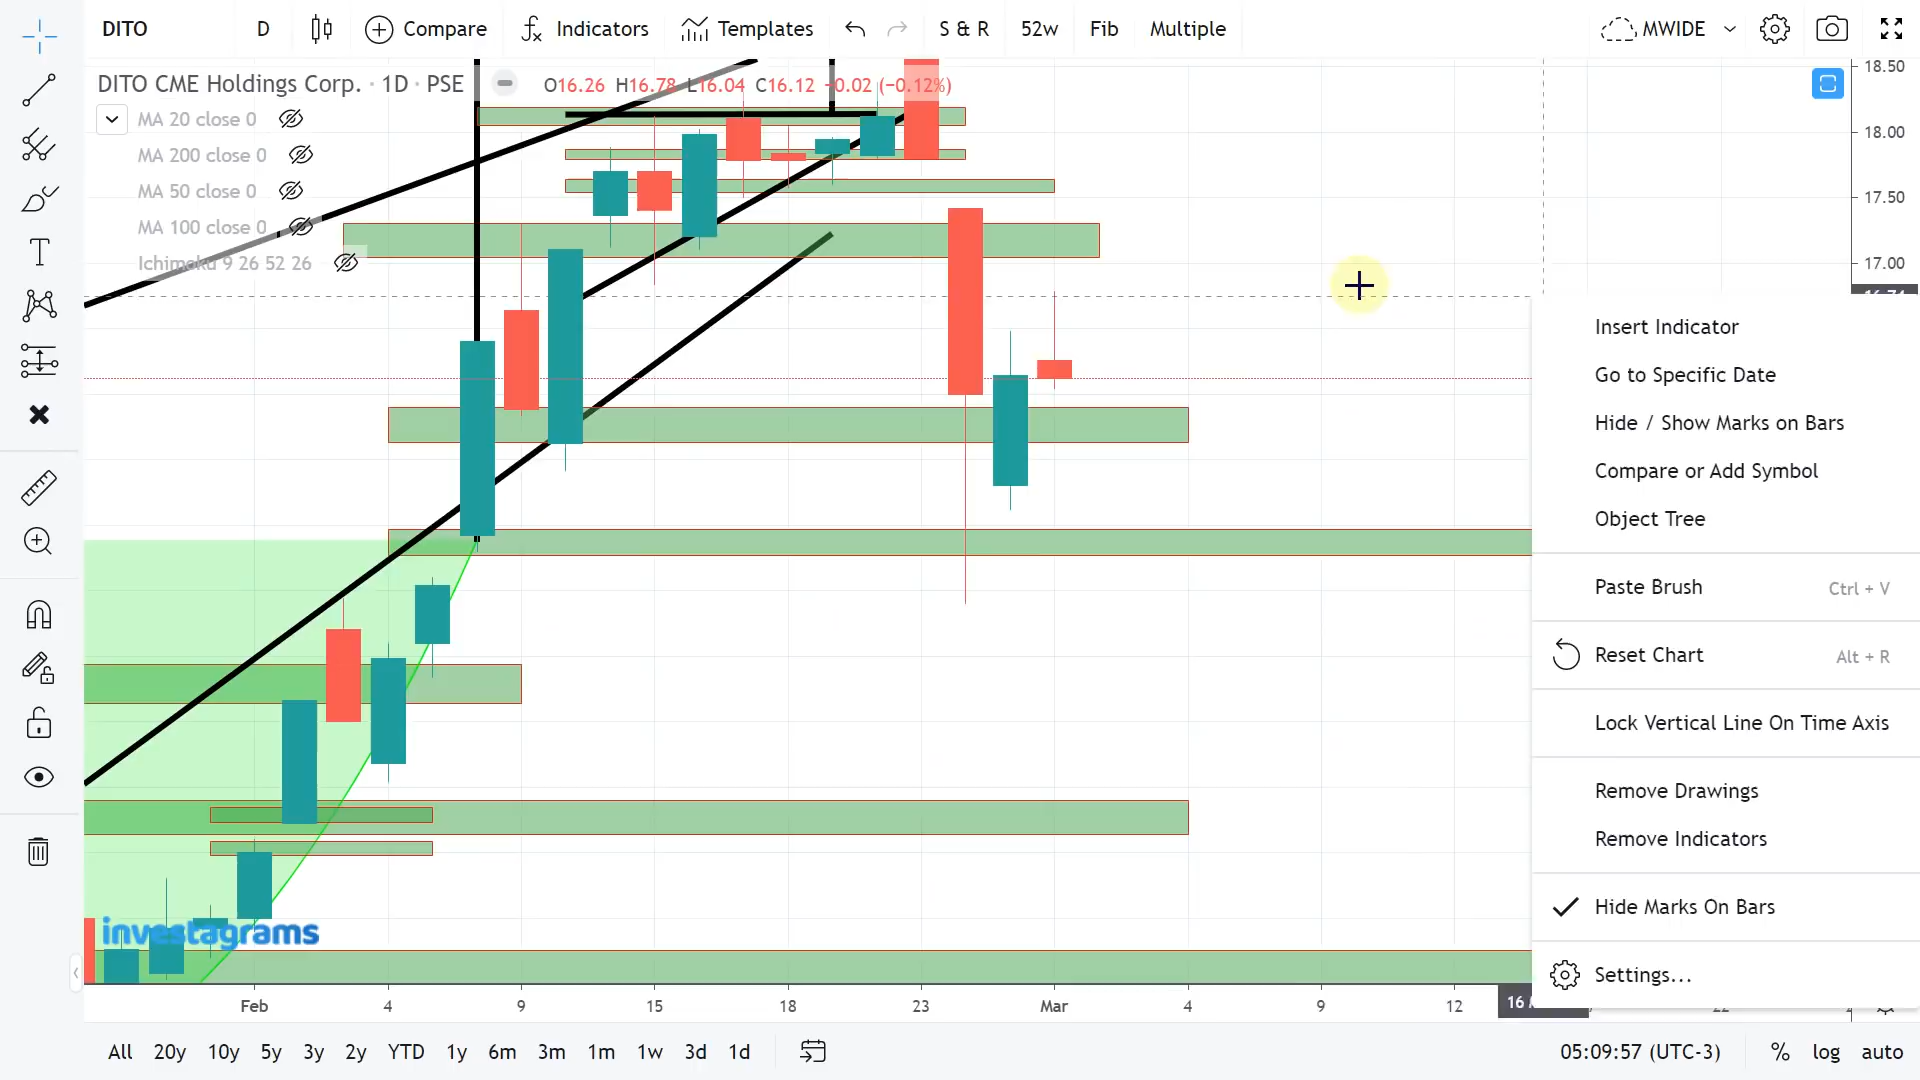 DITO D Compare Indicators Templates S & R 52w Fib Multiple MWIDE
DITO CME Holdings Corp. · 1D · PSE O16.26 H16.78 L16.04 C16.12 −0.02 (−0.12%)
MA 20 close 0
MA 200 close 0
MA 50 close 0
MA 100 close 0
Ichimoku 9 26 52 26
18.50
18.00
17.50
17.00
Insert Indicator
Go to Specific Date
Hide / Show Marks on Bars
Compare or Add Symbol
Object Tree
Paste Brush Ctrl + V
Reset Chart Alt + R
Lock Vertical Line On Time Axis
Remove Drawings
Remove Indicators
Hide Marks On Bars
Settings...
investagrams
Feb 4 9 15 18 23 Mar 4 9 12 16
All 20y 10y 5y 3y 2y YTD 1y 6m 3m 1m 1w 3d 1d 05:09:57 (UTC-3) % log auto